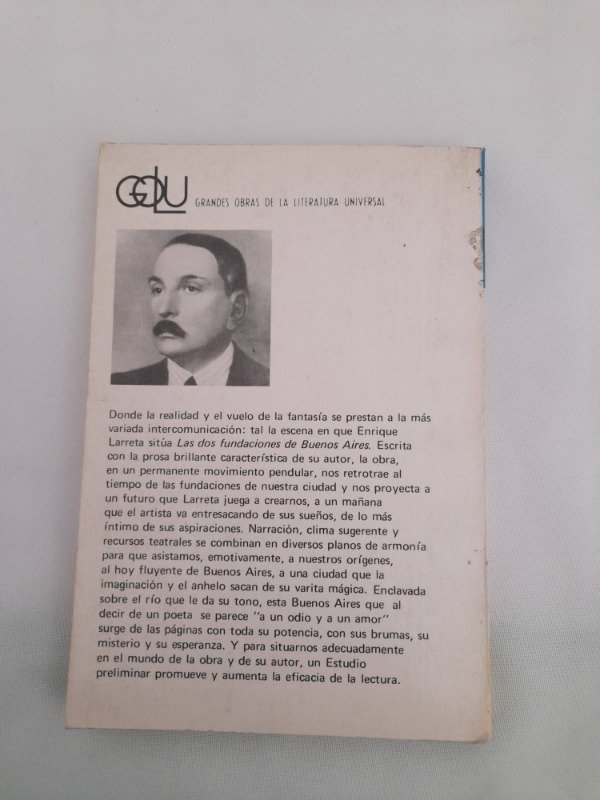 GOLU GRANDES OBRAS DE LA LITERATURA UNIVERSAL
Donde la realidad y el vuelo de la fantasía se prestan a la más
variada intercomunicación: tal la escena en que Enrique
Larreta sitúa Las dos fundaciones de Buenos Aires. Escrita
con la prosa brillante característica de su autor, la obra,
en un permanente movimiento pendular, nos retrotrae al
tiempo de las fundaciones de nuestra ciudad y nos proyecta a
un futuro que Larreta juega a crearnos, a un mañana
que el artista va entresacando de sus sueños, de lo más
íntimo de sus aspiraciones. Narración, clima sugerente y
recursos teatrales se combinan en diversos planos de armonía
para que asistamos, emotivamente, a nuestros orígenes,
al hoy fluyente de Buenos Aires, a una ciudad que la
imaginación y el anhelo sacan de su varita mágica. Enclavada
sobre el río que le da su tono, esta Buenos Aires que al
decir de un poeta se parece "a un odio y a un amor"
surge de las páginas con toda su potencia, con sus brumas, su
misterio y su esperanza. Y para situarnos adecuadamente
en el mundo de la obra y de su autor, un Estudio
preliminar promueve y aumenta la eficacia de la lectura.